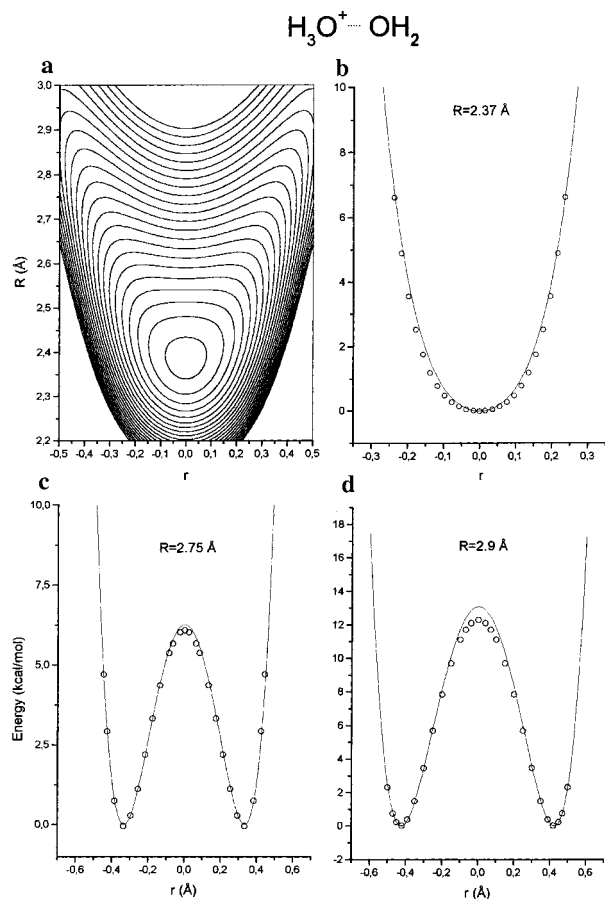 H₃O⁺ ····· OH₂
a
b
3,0
2,9
2,8
2,7
2,6
2,5
2,4
2,3
2,2
R (Å)
-0,5 -0,4 -0,3 -0,2 -0,1 0,0 0,1 0,2 0,3 0,4 0,5
r
R=2.37 Å
10
8
6
4
2
0
-0,3 -0,2 -0,1 0,0 0,1 0,2 0,3
r
c
d
R=2.75 Å
10,0
7,5
5,0
2,5
0,0
Energy (kcal/mol)
-0,6 -0,4 -0,2 0,0 0,2 0,4 0,6
r (Å)
R=2.9 Å
18
16
14
12
10
8
6
4
2
0
-2
-0,6 -0,4 -0,2 0,0 0,2 0,4 0,6
r (Å)